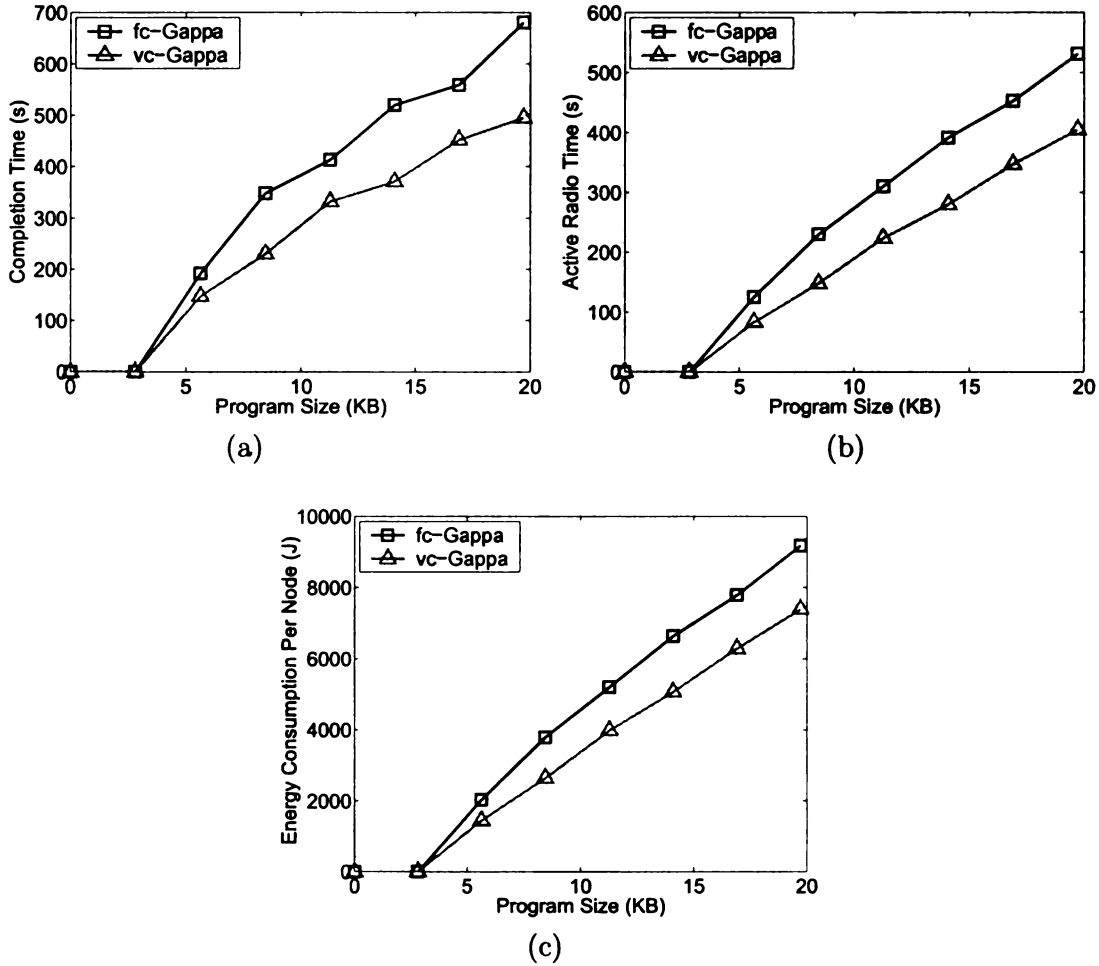 700
600
500
400
300
200
100
0
0 5 10 15 20
fc-Gappa
vc-Gappa
Completion Time (s)
Program Size (KB)
(a)
600
500
400
300
200
100
0
0 5 10 15 20
fc-Gappa
vc-Gappa
Active Radio Time (s)
Program Size (KB)
(b)
10000
8000
6000
4000
2000
0
0 5 10 15 20
fc-Gappa
vc-Gappa
Energy Consumption Per Node (J)
Program Size (KB)
(c)